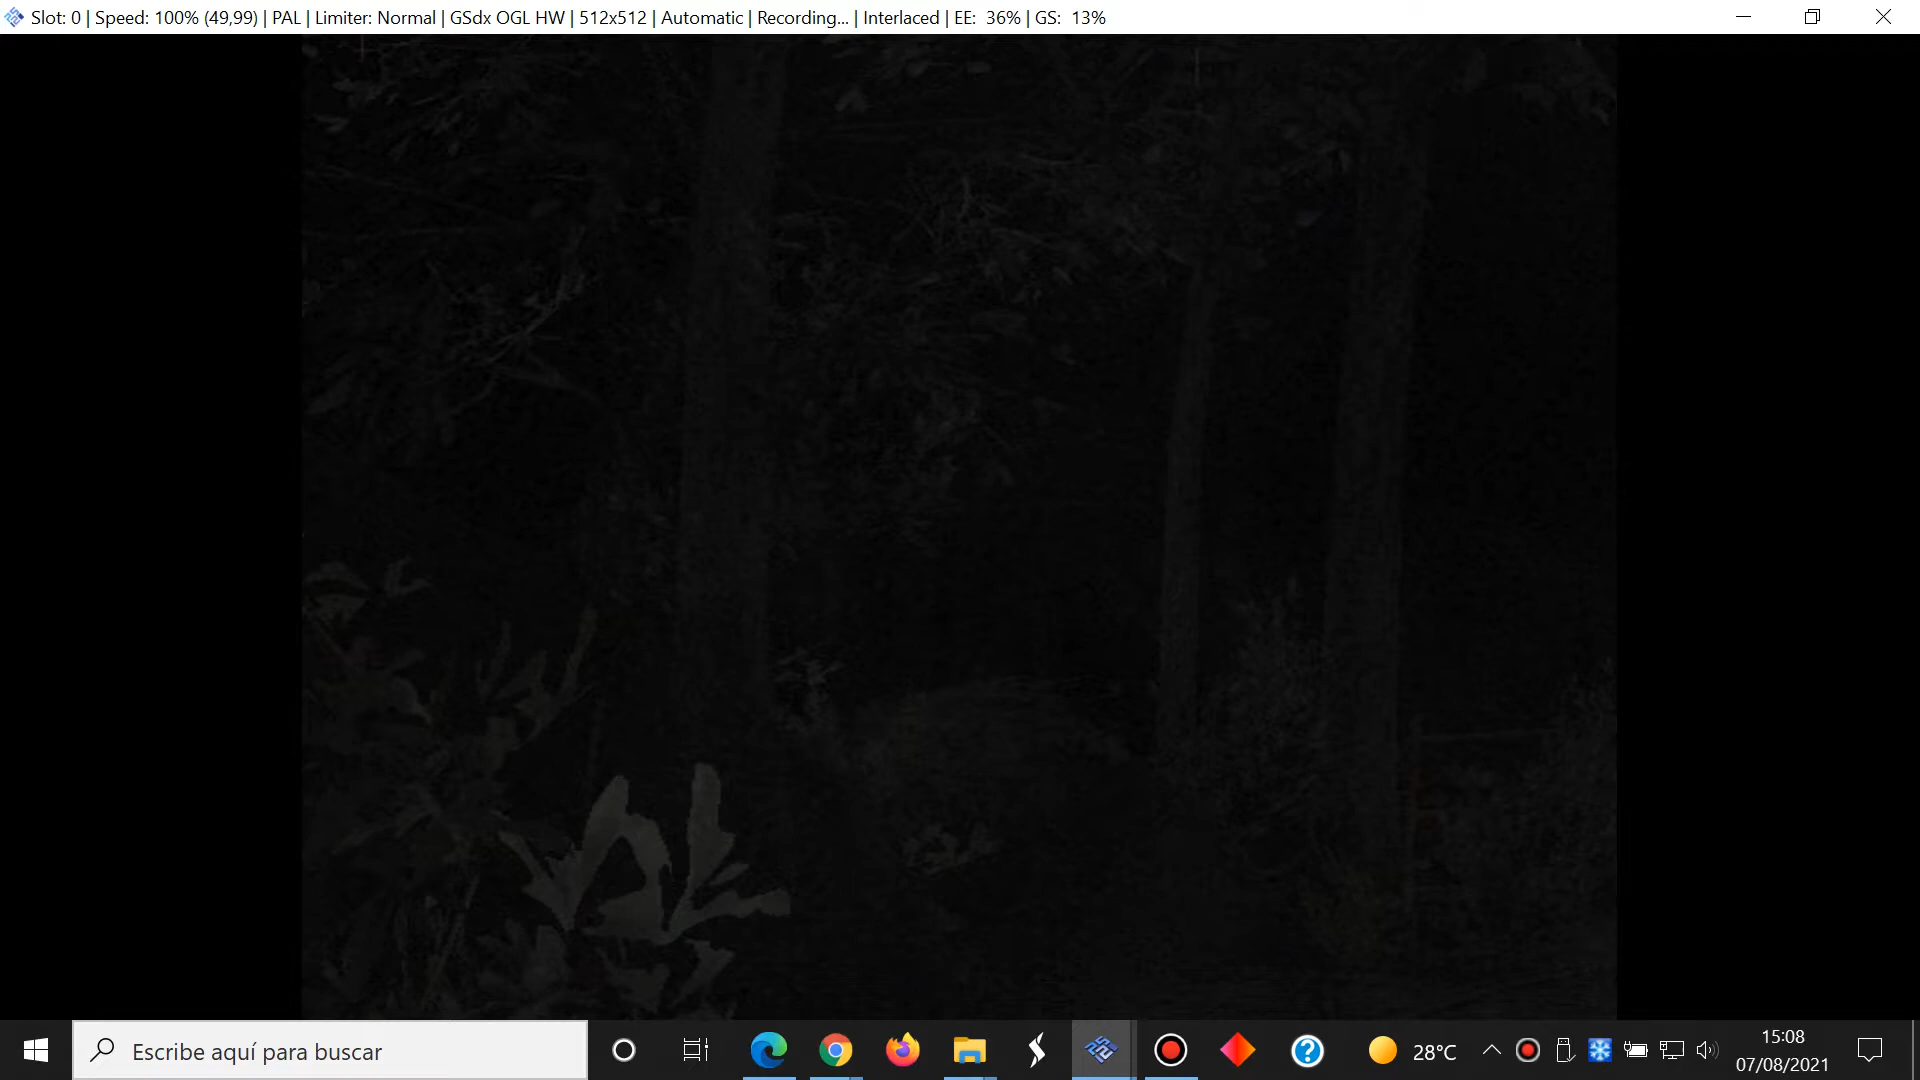 Slot: 0 | Speed: 100% (49,99) | PAL | Limiter: Normal | GSdx OGL HW | 512x512 | Automatic | Recording... | Interlaced | EE:  36% | GS:  13%
Escribe aquí para buscar
28°C
15:08
07/08/2021